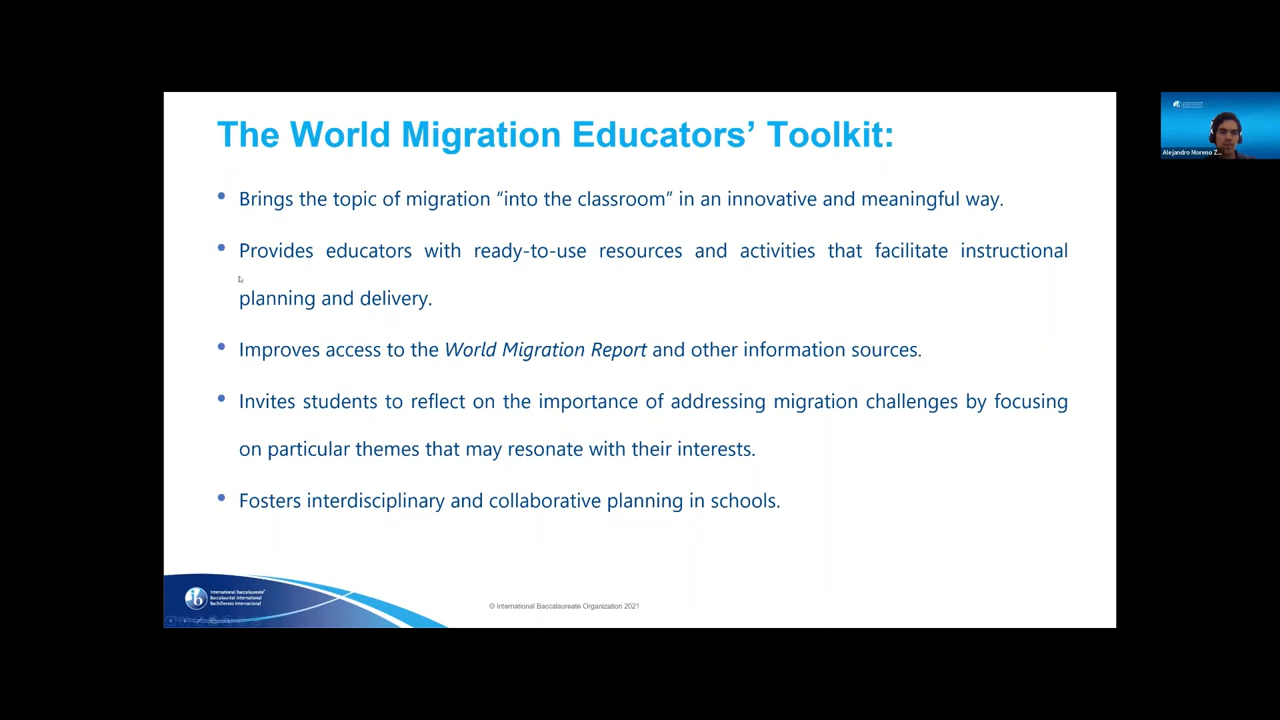 The World Migration Educators’ Toolkit:
• Brings the topic of migration “into the classroom” in an innovative and meaningful way.
• Provides educators with ready-to-use resources and activities that facilitate instructional
planning and delivery.
• Improves access to the World Migration Report and other information sources.
• Invites students to reflect on the importance of addressing migration challenges by focusing
on particular themes that may resonate with their interests.
• Fosters interdisciplinary and collaborative planning in schools.
International Baccalaureate
Baccalauréat International
Bachillerato Internacional
© International Baccalaureate Organization 2021
Alejandro Moreno Z...